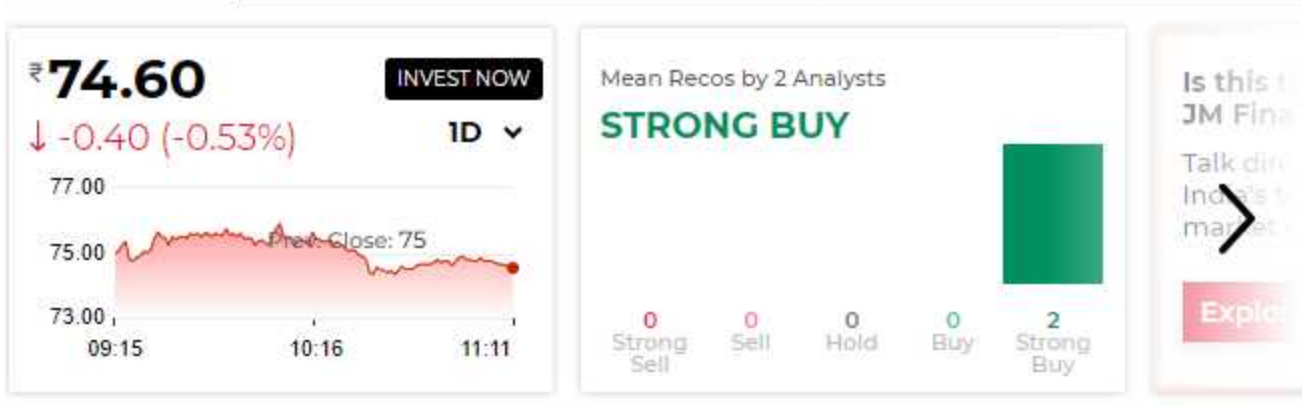 ₹74.60
INVEST NOW
↓ -0.40 (-0.53%)
1D
77.00
75.00
73.00
Prev. Close: 75
09:15 10:16 11:11
Mean Recos by 2 Analysts
STRONG BUY
0 0 0 0 2
Strong Sell Hold Buy Strong
Sell Buy
Is this
JM
Talk
market